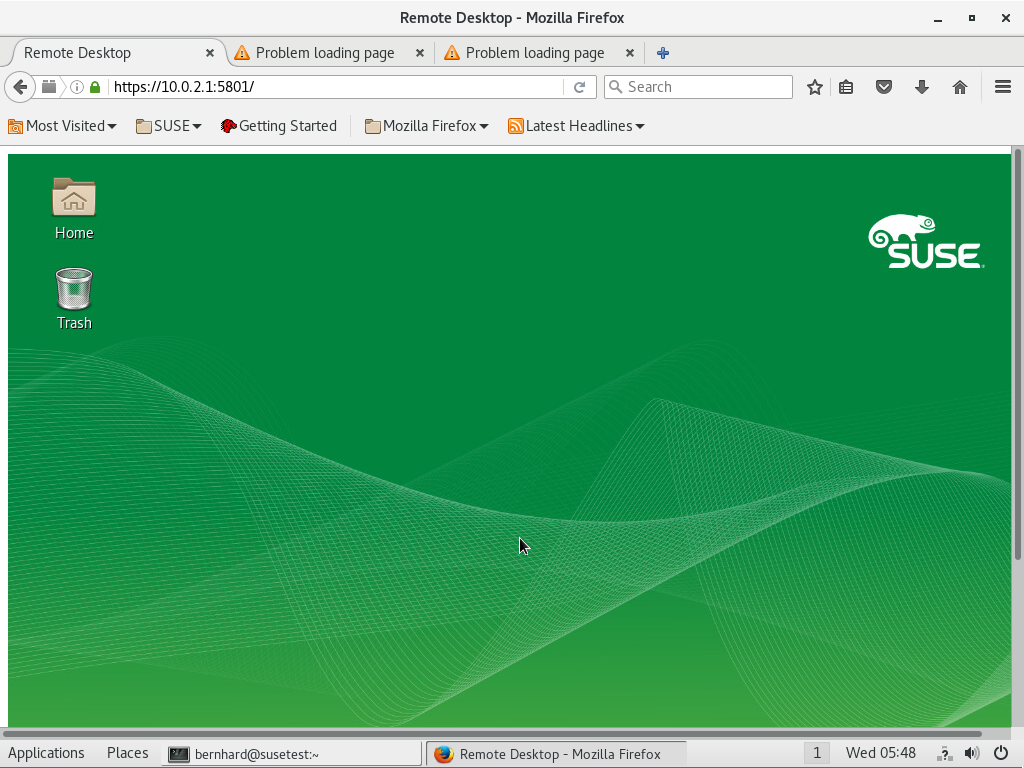 Remote Desktop - Mozilla Firefox
Remote Desktop
Problem loading page
Problem loading page
https://10.0.2.1:5801/
Search
Most Visited
SUSE
Getting Started
Mozilla Firefox
Latest Headlines
Home
SUSE
Trash
Applications
Places
bernhard@susetest:~
Remote Desktop - Mozilla Firefox
1
Wed 05:48